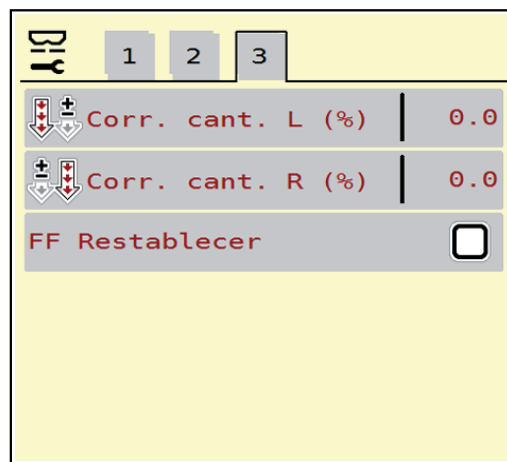 1 2 3
Corr. cant. L (%) 0.0
Corr. cant. R (%) 0.0
FF Restablecer